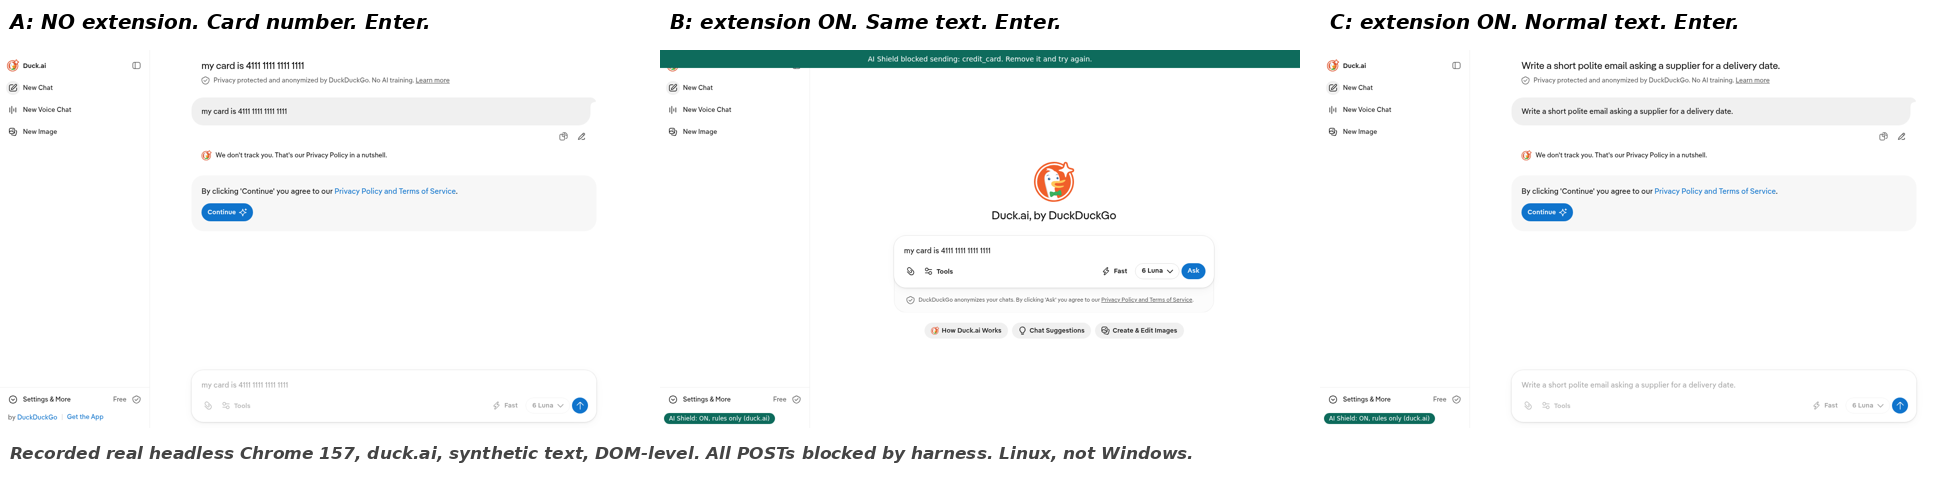 A: NO extension. Card number. Enter.
Duck.ai
New Chat
New Voice Chat
New Image
my card is 4111 1111 1111 1111
Privacy protected and anonymized by DuckDuckGo. No AI training. Learn more
my card is 4111 1111 1111 1111
We don't track you. That's our Privacy Policy in a nutshell.
By clicking 'Continue' you agree to our Privacy Policy and Terms of Service.
Continue
my card is 4111 1111 1111 1111
Tools
Fast
6 Luna
Settings & More
Free
by DuckDuckGo
Get the App
B: extension ON. Same text. Enter.
AI Shield blocked sending: credit_card. Remove it and try again.
New Chat
New Voice Chat
New Image
Duck.ai, by DuckDuckGo
my card is 4111 1111 1111 1111
Tools
Fast
6 Luna
Ask
DuckDuckGo anonymizes your chats. By clicking 'Ask' you agree to our Privacy Policy and Terms of Service.
How Duck.ai Works
Chat Suggestions
Create & Edit Images
Settings & More
Free
AI Shield: ON, rules only (duck.ai)
C: extension ON. Normal text. Enter.
Duck.ai
New Chat
New Voice Chat
New Image
Write a short polite email asking a supplier for a delivery date.
Privacy protected and anonymized by DuckDuckGo. No AI training. Learn more
Write a short polite email asking a supplier for a delivery date.
We don't track you. That's our Privacy Policy in a nutshell.
By clicking 'Continue' you agree to our Privacy Policy and Terms of Service.
Continue
Write a short polite email asking a supplier for a delivery date.
Tools
Fast
6 Luna
Settings & More
Free
AI Shield: ON, rules only (duck.ai)
Recorded real headless Chrome 157, duck.ai, synthetic text, DOM-level. All POSTs blocked by harness. Linux, not Windows.